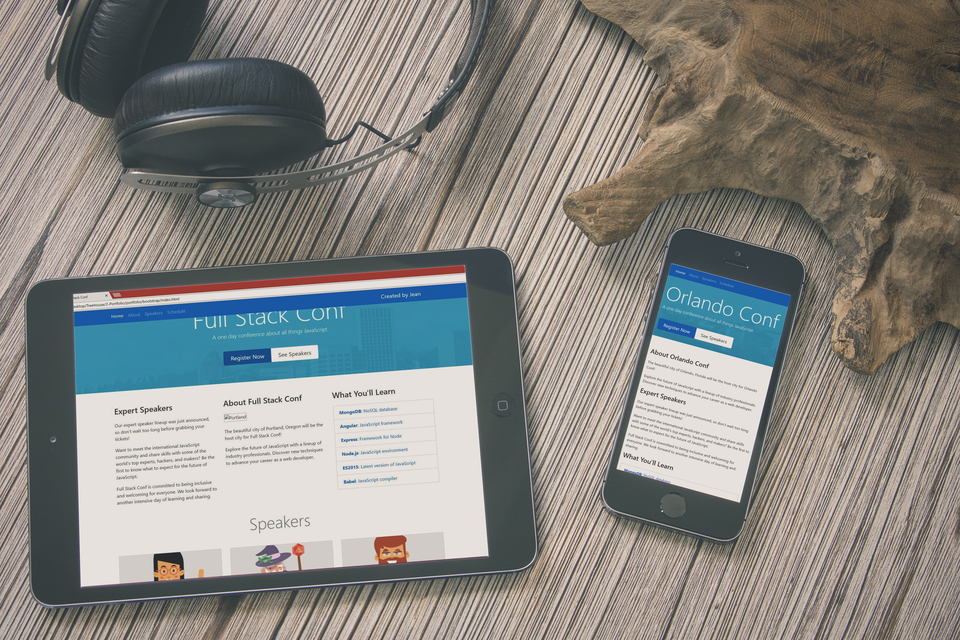 Stack Conf
Desktop/Treehouse/2-Portfolio/portfolio/bootstrap/index.html
Home About Speakers Schedule
Created by Jean
Full Stack Conf
A one day conference about all things JavaScript
Register Now
See Speakers
Expert Speakers
Our expert speaker lineup was just announced,
so don't wait too long before grabbing your
tickets!
Want to meet the international JavaScript
community and share skills with some of the
world's top experts, hackers, and makers? Be the
first to know what to expect for the future of
JavaScript.
Full Stack Conf is committed to being inclusive
and welcoming for everyone. We look forward to
another intensive day of learning and sharing.
About Full Stack Conf
Portland
The beautiful city of Portland, Oregon will be the
host city for Full Stack Conf!
Explore the future of JavaScript with a lineup of
industry professionals. Discover new techniques
to advance your career as a web developer.
What You'll Learn
MongoDB: NoSQL database
Angular: JavaScript framework
Express: Framework for Node
Node.js: JavaScript environment
ES2015: Latest version of JavaScript
Babel: JavaScript compiler
Speakers
Home About Speakers Schedule
Orlando Conf
A one day conference about all things JavaScript
Register Now
See Speakers
About Orlando Conf
The beautiful city of Orlando, Florida will be the host city for Orlando
Conf!
Explore the future of JavaScript with a lineup of industry professionals.
Discover new techniques to advance your career as a web developer.
Expert Speakers
Our expert speaker lineup was just announced, so don't wait too long
before grabbing your tickets!
Want to meet the international JavaScript community and share skills
with some of the world's top experts, hackers, and makers? Be the first to
know what to expect for the future of JavaScript.
Full Stack Conf is committed to being inclusive and welcoming for
everyone. We look forward to another intensive day of learning and
sharing.
What You'll Learn